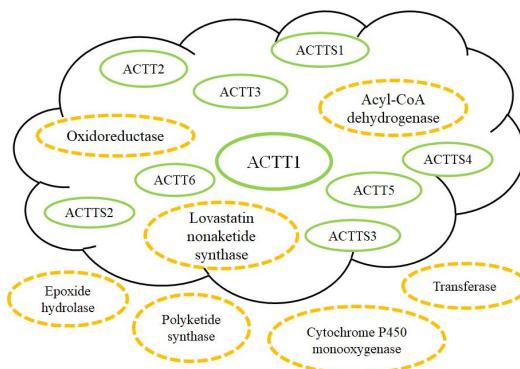 ACTTS1
ACTT2
ACTT3
Acyl-CoA
dehydrogenase
Oxidoreductase
ACTT1
ACTTS4
ACTT6
ACTT5
ACTTS2
Lovastatin
nonaketide
synthase
ACTTS3
Epoxide
hydrolase
Transferase
Polyketide
synthase
Cytochrome P450
monooxygenase